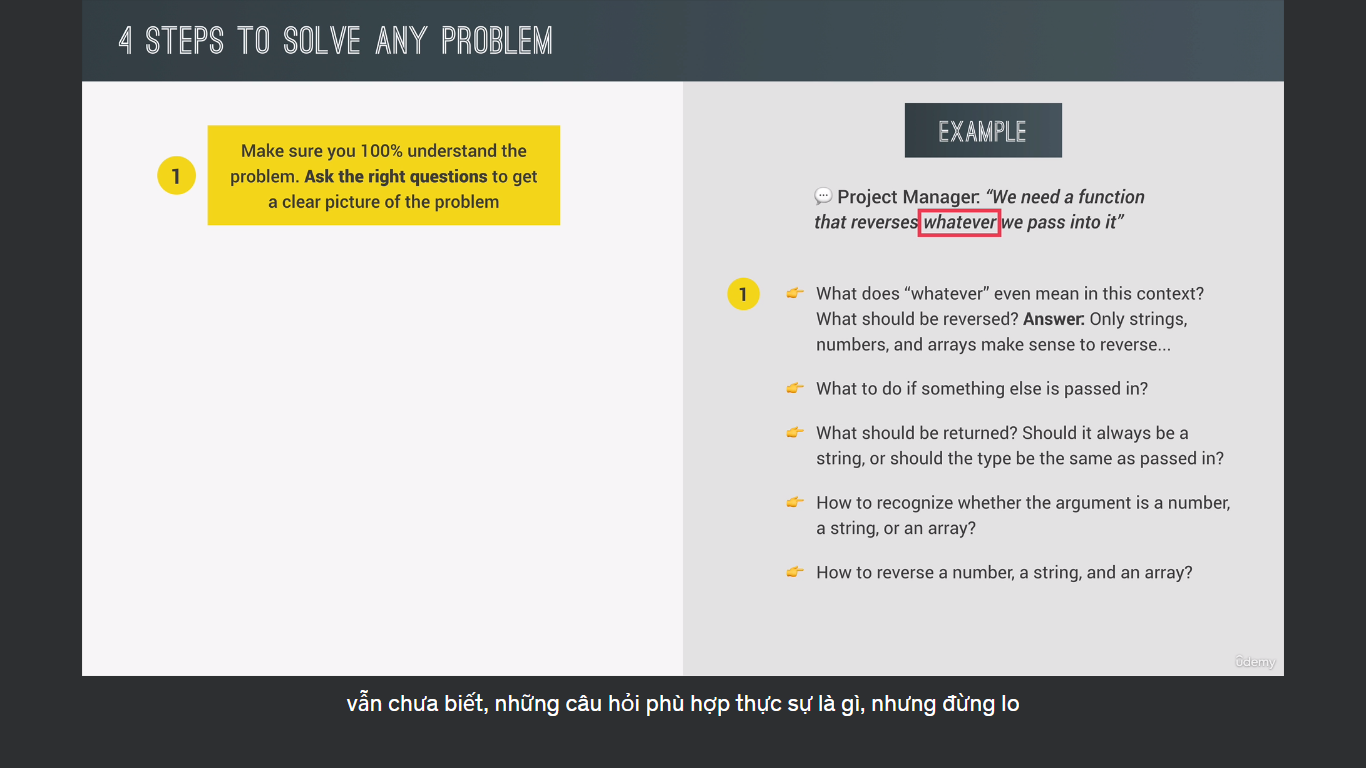 4 STEPS TO SOLVE ANY PROBLEM
1
Make sure you 100% understand the
problem. Ask the right questions to get
a clear picture of the problem
EXAMPLE
💬 Project Manager: “We need a function
that reverses whatever we pass into it”
1
👉 What does “whatever” even mean in this context?
What should be reversed? Answer: Only strings,
numbers, and arrays make sense to reverse...
👉 What to do if something else is passed in?
👉 What should be returned? Should it always be a
string, or should the type be the same as passed in?
👉 How to recognize whether the argument is a number,
a string, or an array?
👉 How to reverse a number, a string, and an array?
ûdemy
vẫn chưa biết, những câu hỏi phù hợp thực sự là gì, nhưng đừng lo